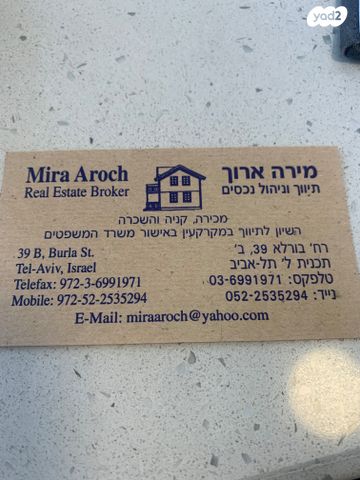 yad2
Mira Aroch
Real Estate Broker
מירה ארוך
תיווך וניהול נכסים
מכירה, קניה והשכרה
השיון לתיווך במקרקעין באישור משרד המשפטים
39 B, Burla St.
Tel-Aviv, Israel
Telefax: 972-3-6991971
Mobile: 972-52-2535294
רח' בורלא 39, ב'
תכנית ל' תל-אביב
טלפקס: 03-6991971
נייד: 052-2535294
E-Mail: miraaroch@yahoo.com